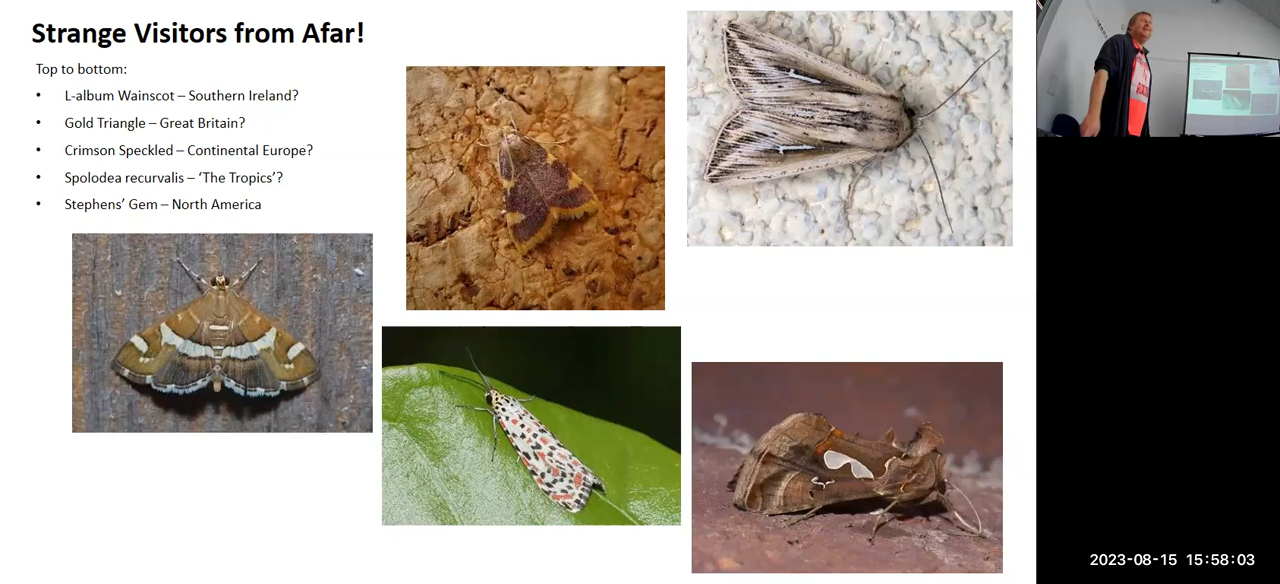 Strange Visitors from Afar!
Top to bottom:
• L-album Wainscot – Southern Ireland?
• Gold Triangle – Great Britain?
• Crimson Speckled – Continental Europe?
• Spolodea recurvalis – ‘The Tropics’?
• Stephens’ Gem – North America
2023-08-15 15:58:03